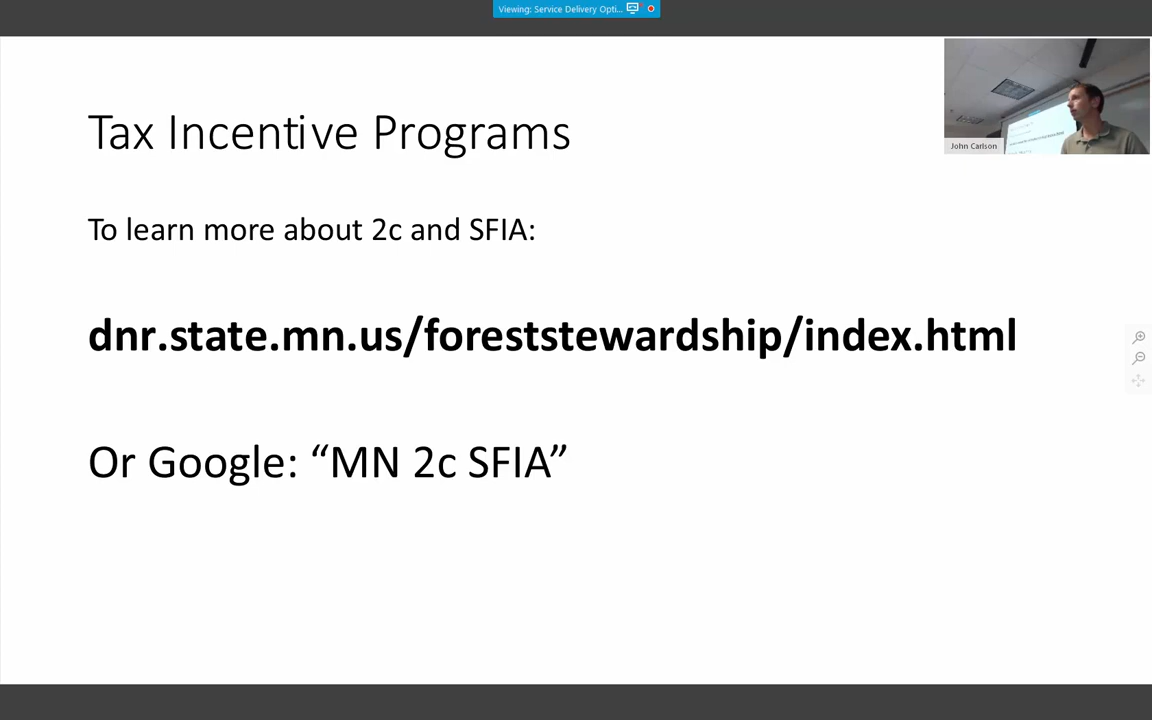 Viewing: Service Delivery Opti...
Tax Incentive Programs
John Carlson
To learn more about 2c and SFIA:
dnr.state.mn.us/foreststewardship/index.html
Or Google: “MN 2c SFIA”